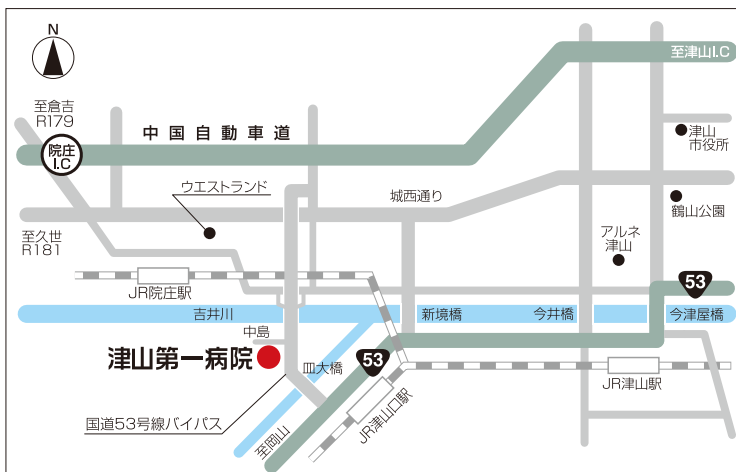 N
至津山I.C
至倉吉
R179
中国自動車道
院庄
I.C
津山
市役所
ウエストランド
城西通り
鶴山公園
至久世
R181
アルネ
津山
53
JR院庄駅
吉井川
新境橋
今井橋
今津屋橋
中島
津山第一病院
皿大橋
53
JR津山駅
JR津山口駅
国道53号線バイパス
至岡山